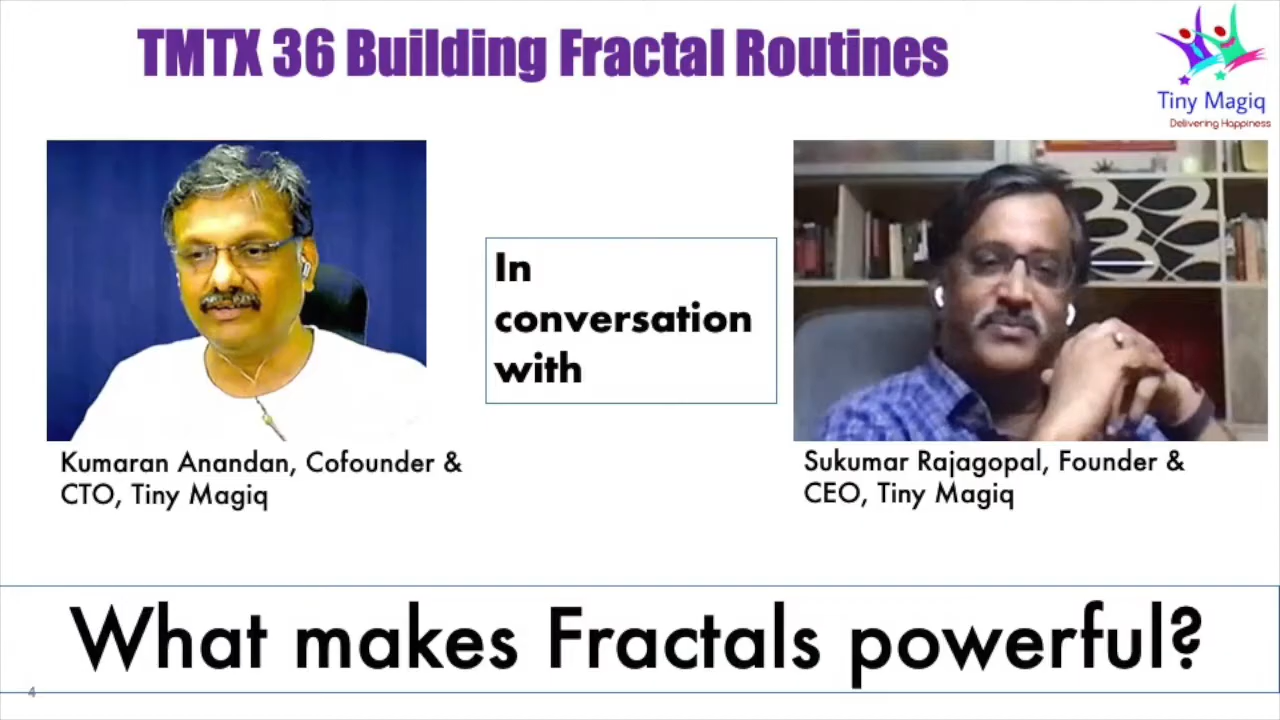 TMTX 36 Building Fractal Routines
Tiny Magiq
Delivering Happiness
In
conversation
with
Kumaran Anandan, Cofounder &
CTO, Tiny Magiq
Sukumar Rajagopal, Founder &
CEO, Tiny Magiq
What makes Fractals powerful?
4